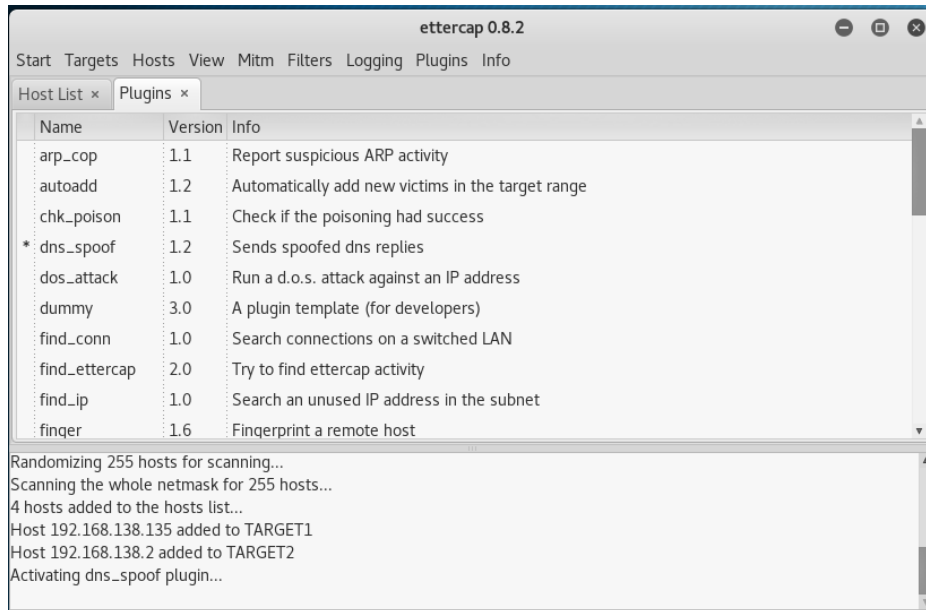 ettercap 0.8.2
Start Targets Hosts View Mitm Filters Logging Plugins Info
Host List × Plugins ×
Name Version Info
arp_cop 1.1 Report suspicious ARP activity
autoadd 1.2 Automatically add new victims in the target range
chk_poison 1.1 Check if the poisoning had success
* dns_spoof 1.2 Sends spoofed dns replies
dos_attack 1.0 Run a d.o.s. attack against an IP address
dummy 3.0 A plugin template (for developers)
find_conn 1.0 Search connections on a switched LAN
find_ettercap 2.0 Try to find ettercap activity
find_ip 1.0 Search an unused IP address in the subnet
finger 1.6 Fingerprint a remote host
Randomizing 255 hosts for scanning...
Scanning the whole netmask for 255 hosts...
4 hosts added to the hosts list...
Host 192.168.138.135 added to TARGET1
Host 192.168.138.2 added to TARGET2
Activating dns_spoof plugin...